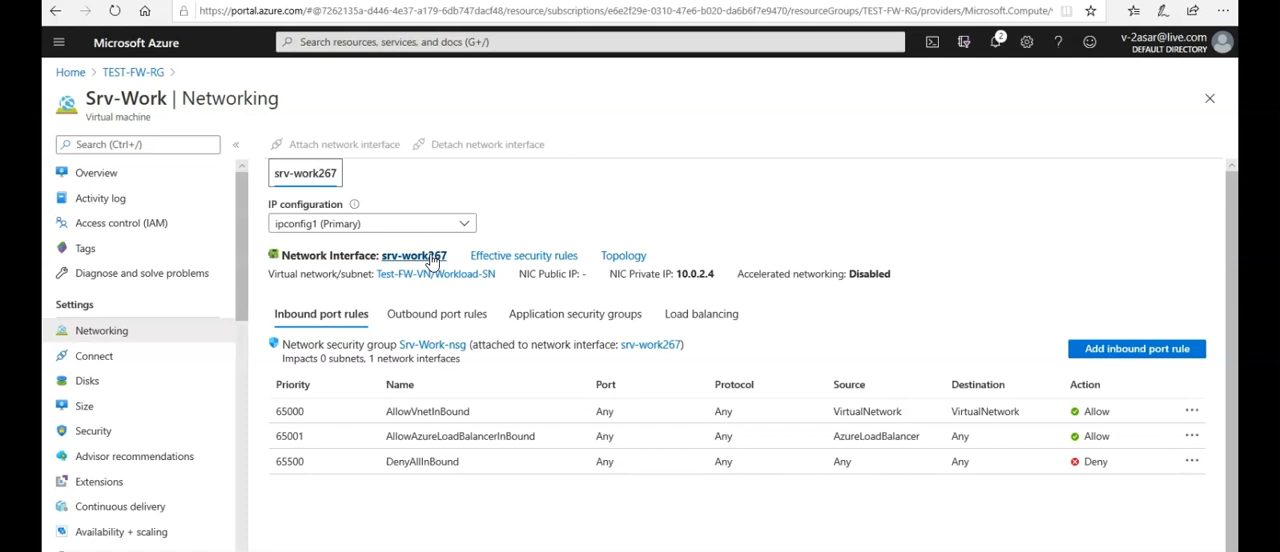 https://portal.azure.com/#@7262135a-d446-4e37-a179-6db747dacf48/resource/subscriptions/e6e2f29e-0310-47e6-b020-da6b6f7e9470/resourceGroups/TEST-FW-RG/providers/Microsoft.Compute/
Microsoft Azure
Search resources, services, and docs (G+/)
2
v-2asar@live.com
DEFAULT DIRECTORY
Home > TEST-FW-RG >
Srv-Work | Networking
Virtual machine
Search (Ctrl+/)
«
Overview
Activity log
Access control (IAM)
Tags
Diagnose and solve problems
Settings
Networking
Connect
Disks
Size
Security
Advisor recommendations
Extensions
Continuous delivery
Availability + scaling
Attach network interface Detach network interface
srv-work267
IP configuration
ipconfig1 (Primary)
Network Interface: srv-work267 Effective security rules Topology
Virtual network/subnet: Test-FW-VN/Workload-SN NIC Public IP: - NIC Private IP: 10.0.2.4 Accelerated networking: Disabled
Inbound port rules Outbound port rules Application security groups Load balancing
Network security group Srv-Work-nsg (attached to network interface: srv-work267)
Impacts 0 subnets, 1 network interfaces
Add inbound port rule
Priority Name Port Protocol Source Destination Action
65000 AllowVnetInBound Any Any VirtualNetwork VirtualNetwork Allow
65001 AllowAzureLoadBalancerInBound Any Any AzureLoadBalancer Any Allow
65500 DenyAllInBound Any Any Any Any Deny